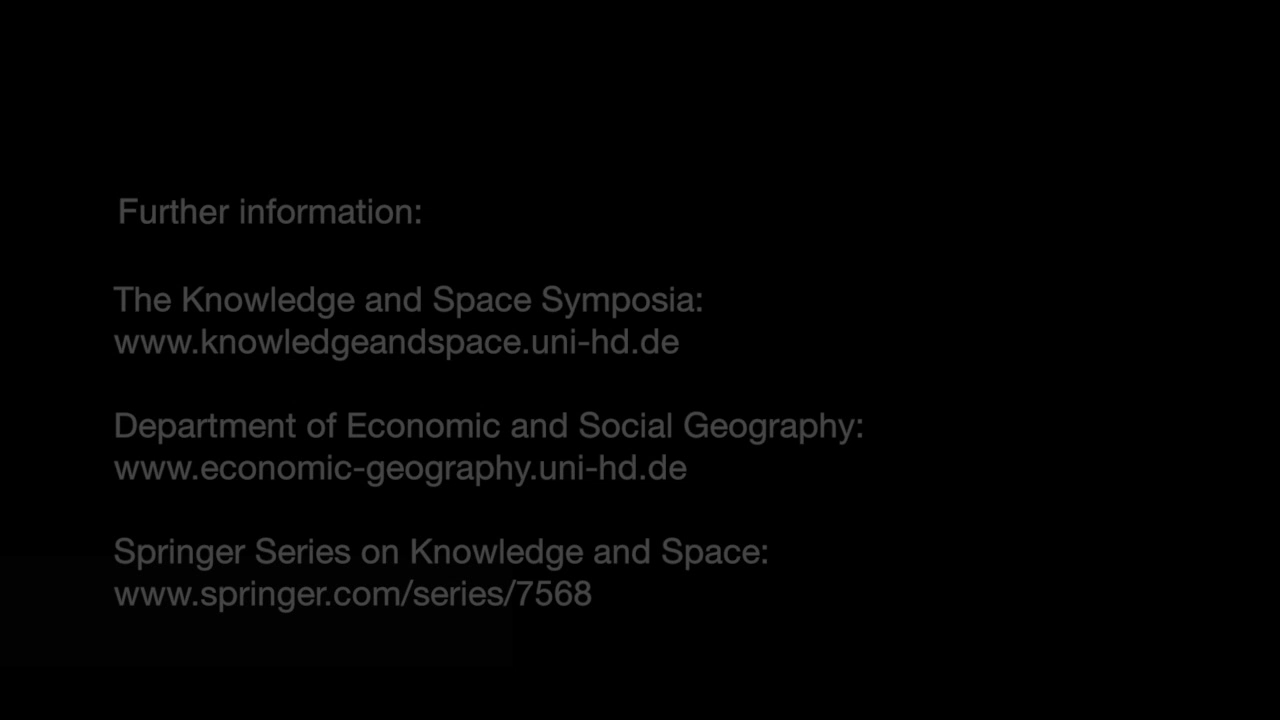 Further information:
The Knowledge and Space Symposia:
www.knowledgeandspace.uni-hd.de
Department of Economic and Social Geography:
www.economic-geography.uni-hd.de
Springer Series on Knowledge and Space:
www.springer.com/series/7568